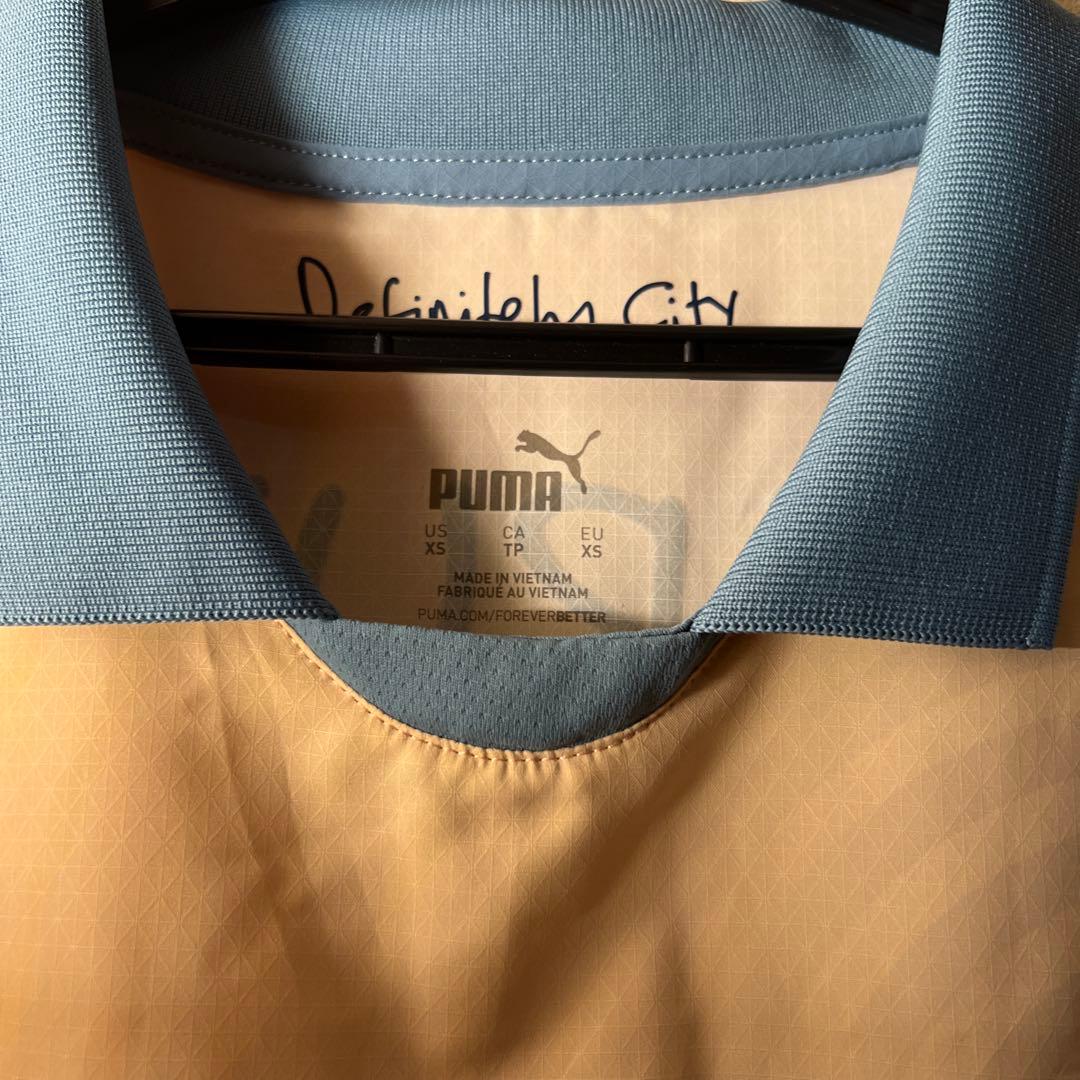 Definitely City
PUMA
US CA EU
XS TP XS
MADE IN VIETNAM
FABRIQUÉ AU VIETNAM
PUMA.COM/FOREVERBETTER